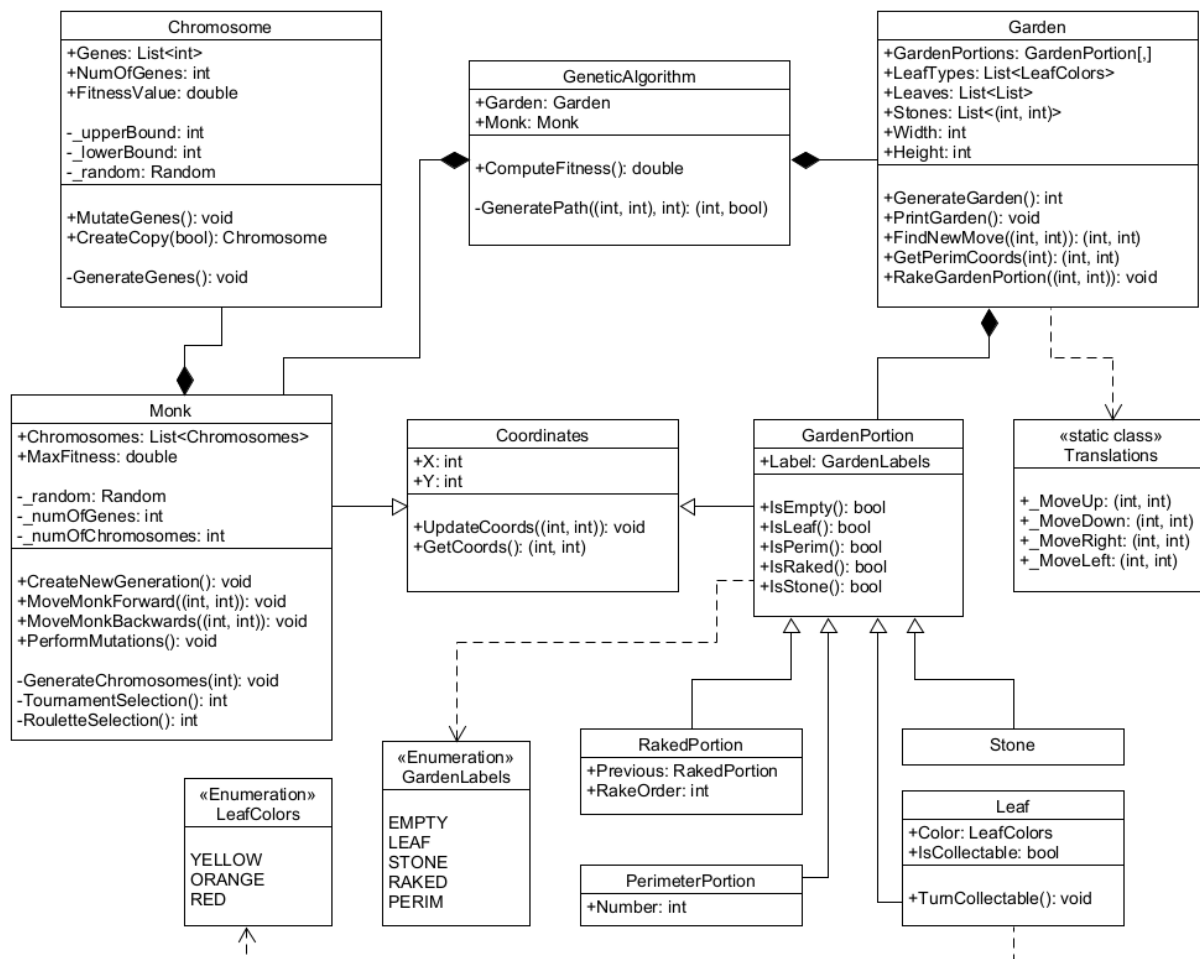 Chromosome
+Genes: List<int>
+NumOfGenes: int
+FitnessValue: double
-_upperBound: int
-_lowerBound: int
-_random: Random
+MutateGenes(): void
+CreateCopy(bool): Chromosome
-GenerateGenes(): void
GeneticAlgorithm
+Garden: Garden
+Monk: Monk
+ComputeFitness(): double
-GeneratePath((int, int), int): (int, bool)
Garden
+GardenPortions: GardenPortion[,]
+LeafTypes: List<LeafColors>
+Leaves: List<List>
+Stones: List<(int, int)>
+Width: int
+Height: int
+GenerateGarden(): int
+PrintGarden(): void
+FindNewMove((int, int)): (int, int)
+GetPerimCoords(int): (int, int)
+RakeGardenPortion((int, int)): void
Monk
+Chromosomes: List<Chromosomes>
+MaxFitness: double
-_random: Random
-_numOfGenes: int
-_numOfChromosomes: int
+CreateNewGeneration(): void
+MoveMonkForward((int, int)): void
+MoveMonkBackwards((int, int)): void
+PerformMutations(): void
-GenerateChromosomes(int): void
-TournamentSelection(): int
-RouletteSelection(): int
Coordinates
+X: int
+Y: int
+UpdateCoords((int, int)): void
+GetCoords(): (int, int)
GardenPortion
+Label: GardenLabels
+IsEmpty(): bool
+IsLeaf(): bool
+IsPerim(): bool
+IsRaked(): bool
+IsStone(): bool
«static class»
Translations
+_MoveUp: (int, int)
+_MoveDown: (int, int)
+_MoveRight: (int, int)
+_MoveLeft: (int, int)
«Enumeration»
LeafColors
YELLOW
ORANGE
RED
«Enumeration»
GardenLabels
EMPTY
LEAF
STONE
RAKED
PERIM
RakedPortion
+Previous: RakedPortion
+RakeOrder: int
PerimeterPortion
+Number: int
Stone
Leaf
+Color: LeafColors
+IsCollectable: bool
+TurnCollectable(): void